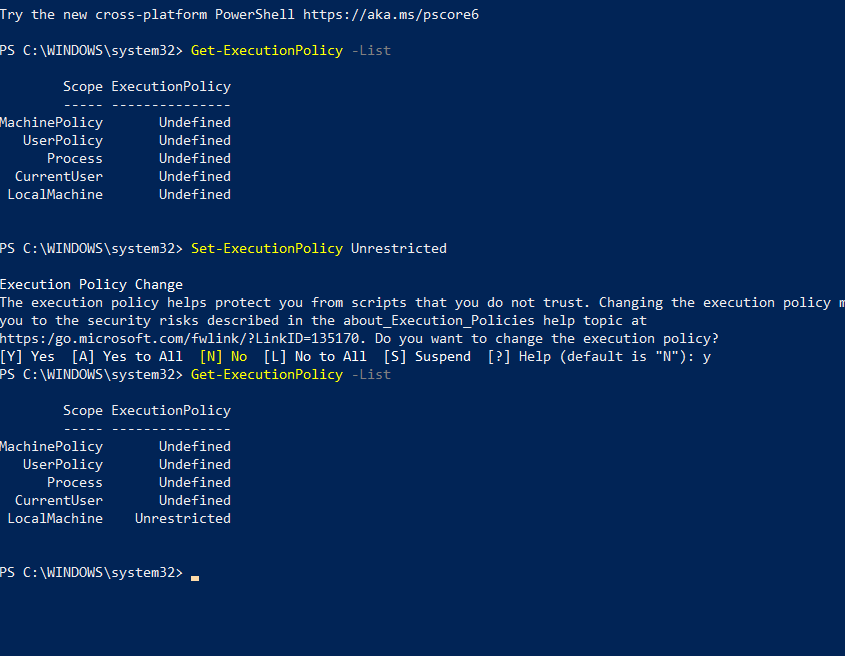 Try the new cross-platform PowerShell https://aka.ms/pscore6
PS C:\WINDOWS\system32> Get-ExecutionPolicy -List
Scope ExecutionPolicy
----- ---------------
MachinePolicy Undefined
UserPolicy Undefined
Process Undefined
CurrentUser Undefined
LocalMachine Undefined
PS C:\WINDOWS\system32> Set-ExecutionPolicy Unrestricted
Execution Policy Change
The execution policy helps protect you from scripts that you do not trust. Changing the execution policy m
you to the security risks described in the about_Execution_Policies help topic at
https:/go.microsoft.com/fwlink/?LinkID=135170. Do you want to change the execution policy?
[Y] Yes [A] Yes to All [N] No [L] No to All [S] Suspend [?] Help (default is "N"): y
PS C:\WINDOWS\system32> Get-ExecutionPolicy -List
Scope ExecutionPolicy
----- ---------------
MachinePolicy Undefined
UserPolicy Undefined
Process Undefined
CurrentUser Undefined
LocalMachine Unrestricted
PS C:\WINDOWS\system32>